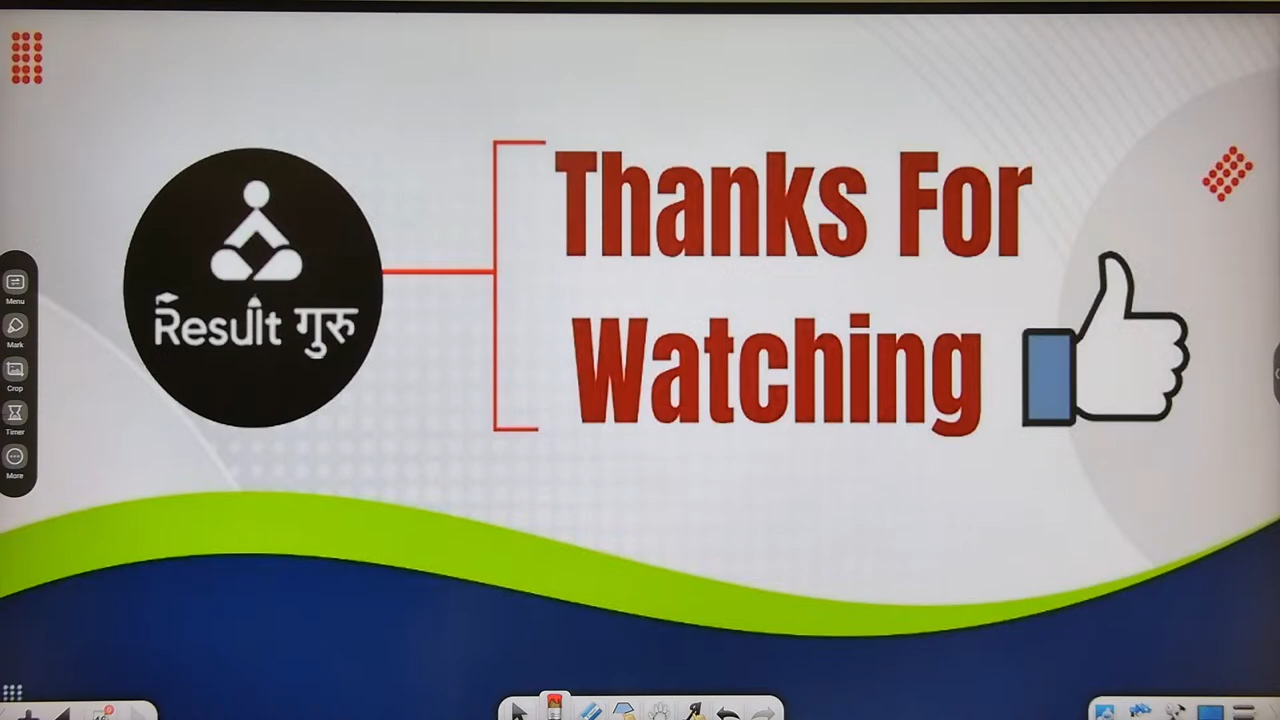 Thanks For
Watching
Result गुरु
Menu
Mark
Crop
Timer
More